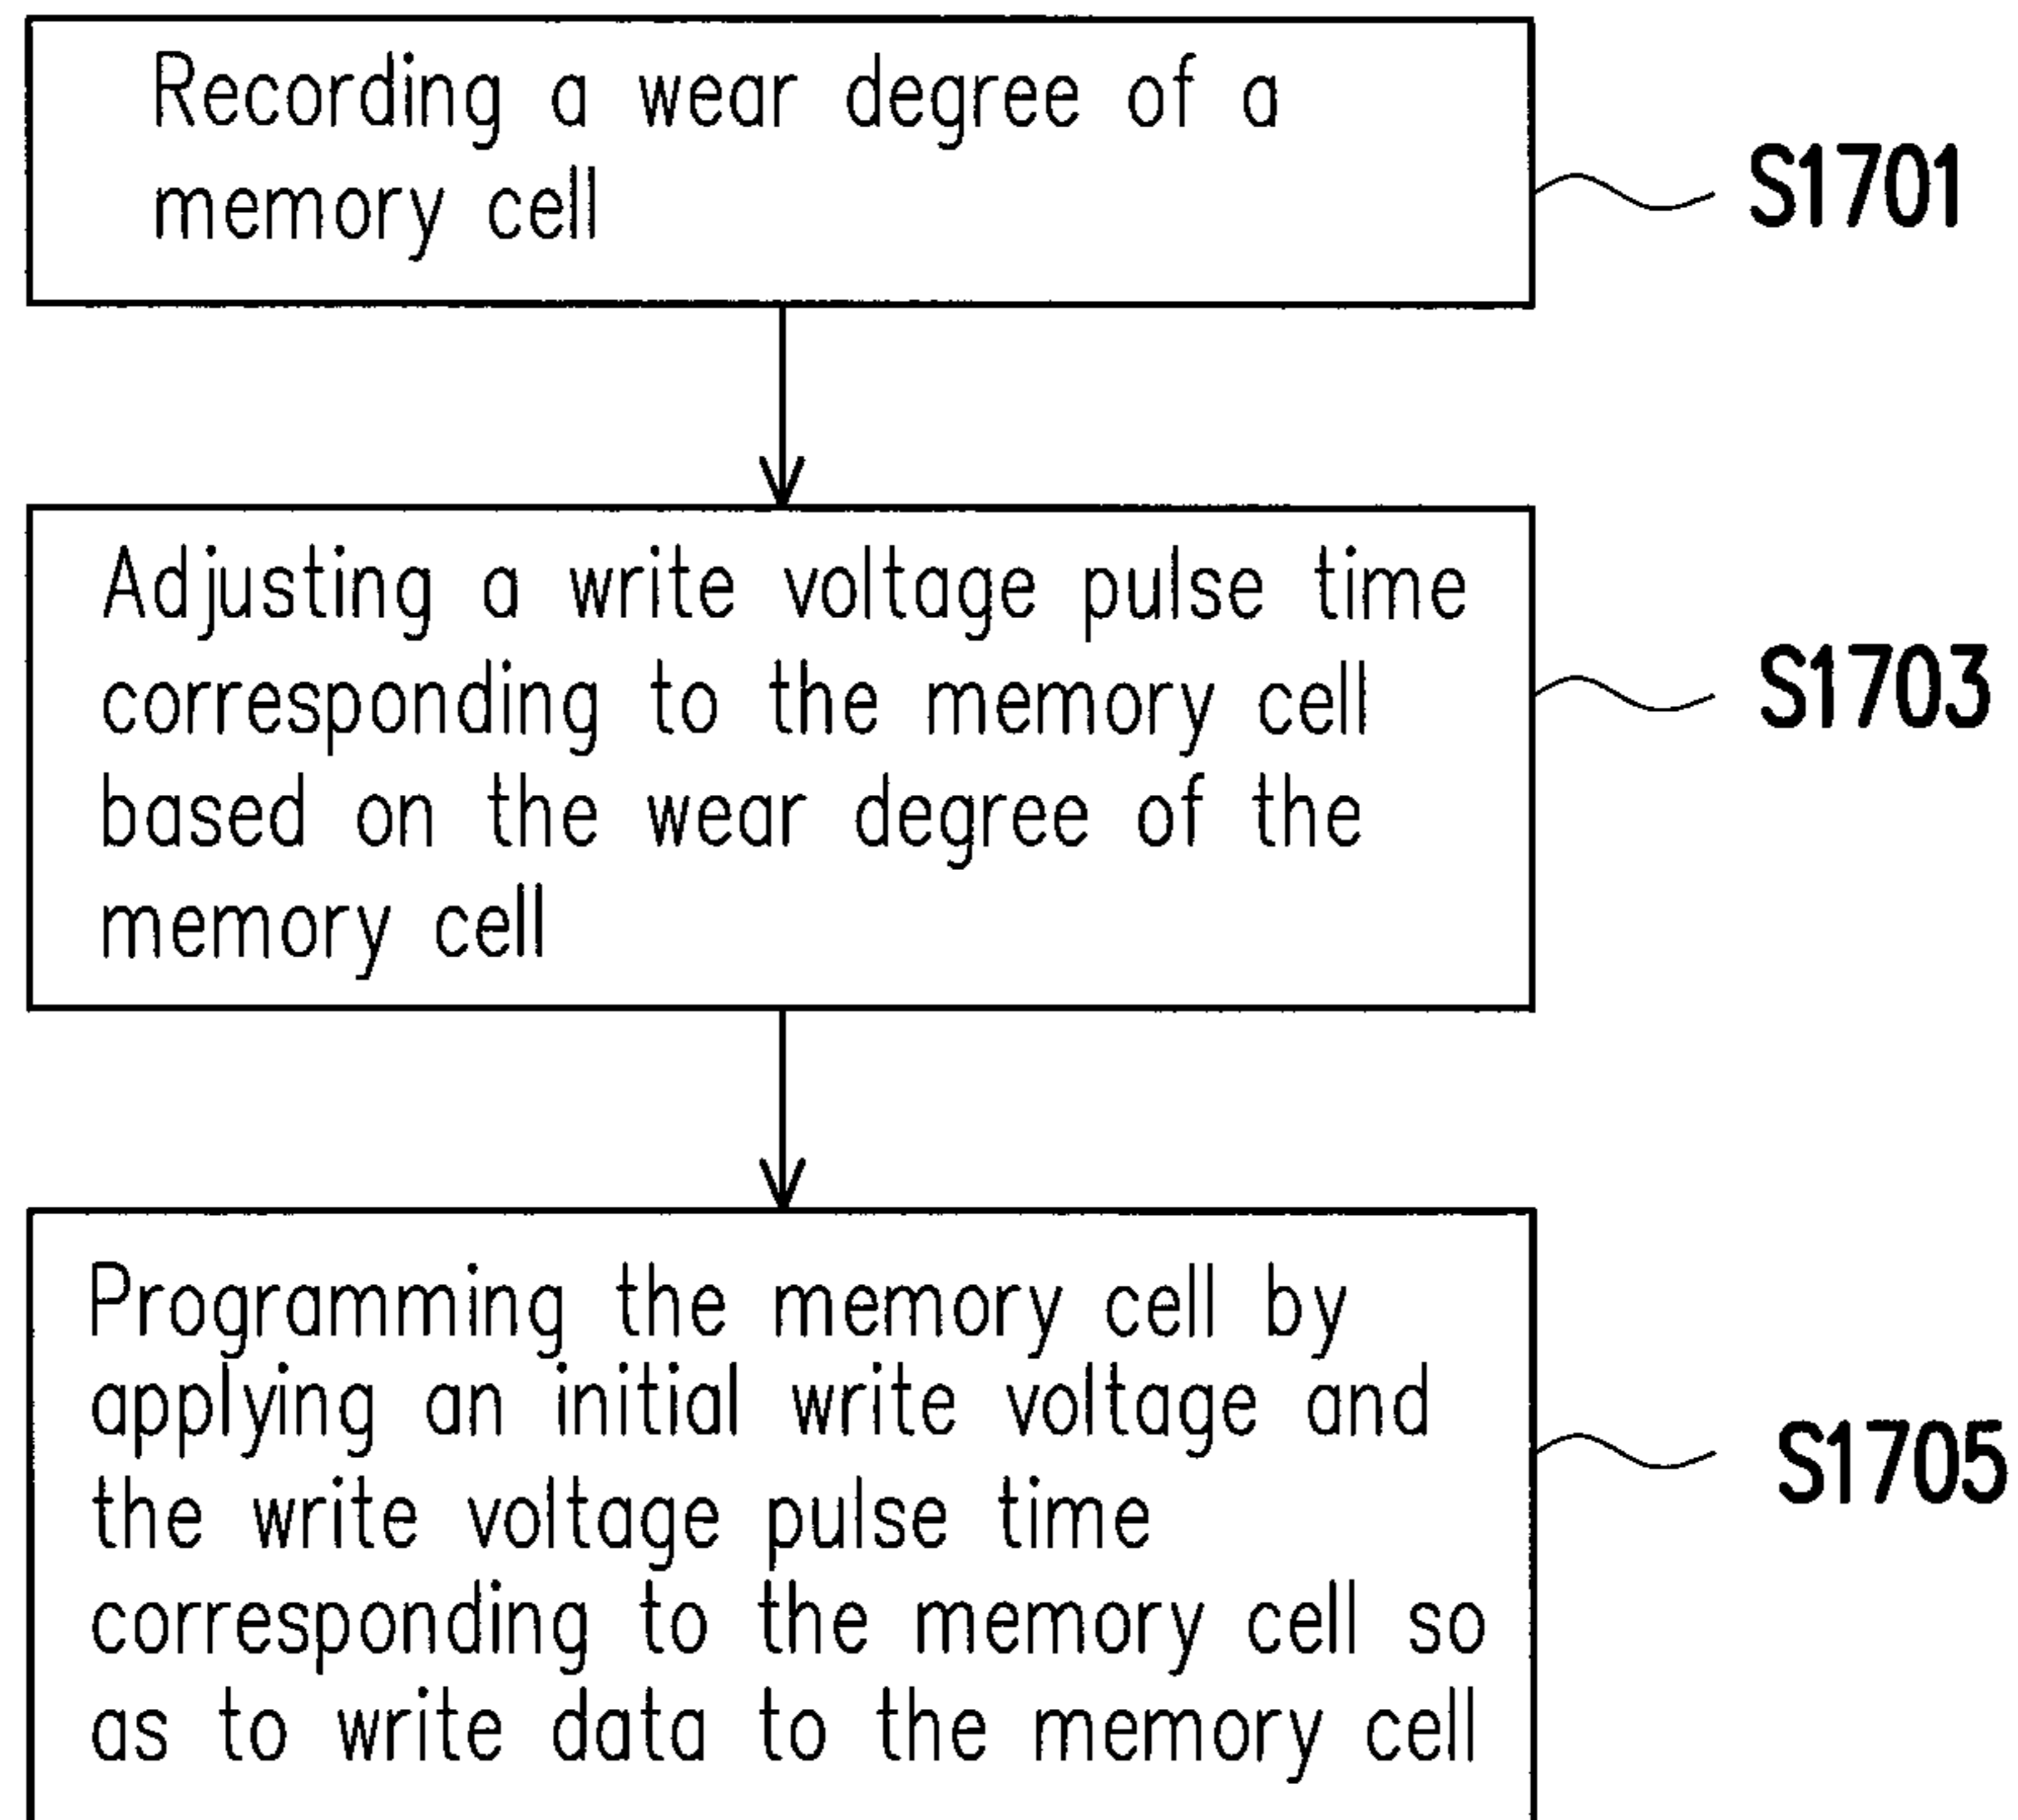 Recording a wear degree of a
memory cell
S1701
Adjusting a write voltage pulse time
corresponding to the memory cell
based on the wear degree of the
memory cell
S1703
Programming the memory cell by
applying an initial write voltage and
the write voltage pulse time
corresponding to the memory cell so
as to write data to the memory cell
S1705